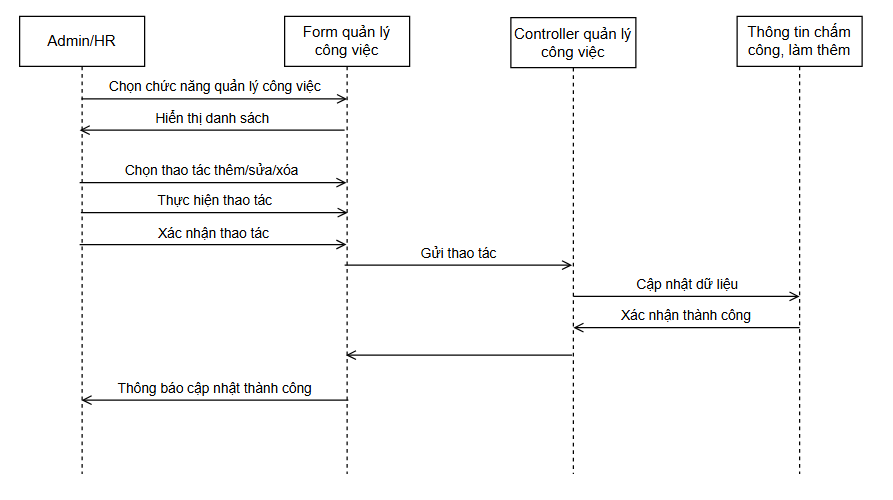 Admin/HR
Form quản lý
công việc
Controller quản lý
công việc
Thông tin chấm
công, làm thêm
Chọn chức năng quản lý công việc
Hiển thị danh sách
Chọn thao tác thêm/sửa/xóa
Thực hiện thao tác
Xác nhận thao tác
Gửi thao tác
Cập nhật dữ liệu
Xác nhận thành công
Thông báo cập nhật thành công